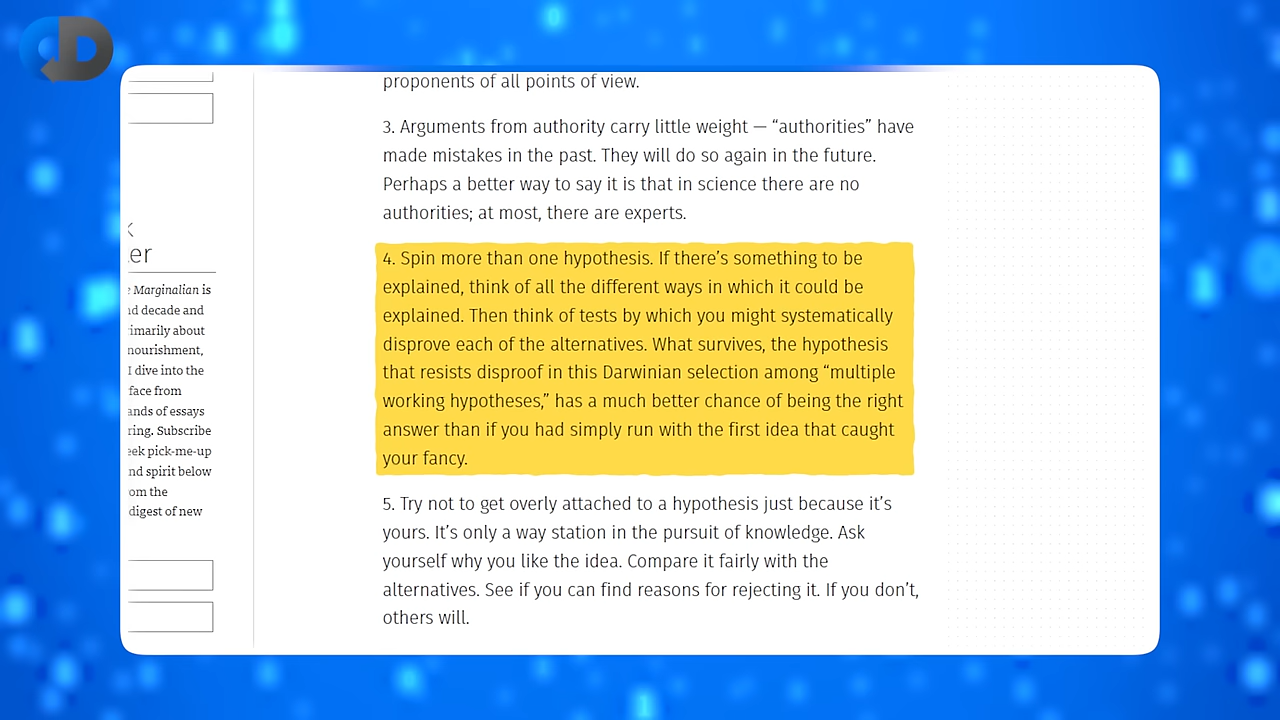 proponents of all points of view.
3. Arguments from authority carry little weight — “authorities” have
made mistakes in the past. They will do so again in the future.
Perhaps a better way to say it is that in science there are no
authorities; at most, there are experts.
4. Spin more than one hypothesis. If there’s something to be
explained, think of all the different ways in which it could be
explained. Then think of tests by which you might systematically
disprove each of the alternatives. What survives, the hypothesis
that resists disproof in this Darwinian selection among “multiple
working hypotheses,” has a much better chance of being the right
answer than if you had simply run with the first idea that caught
your fancy.
5. Try not to get overly attached to a hypothesis just because it’s
yours. It’s only a way station in the pursuit of knowledge. Ask
yourself why you like the idea. Compare it fairly with the
alternatives. See if you can find reasons for rejecting it. If you don’t,
others will.
Marginalian is
decade and
about
nourishment,
I dive into the
from
of essays
Subscribe
pick-me-up
and spirit below
the
digest of new